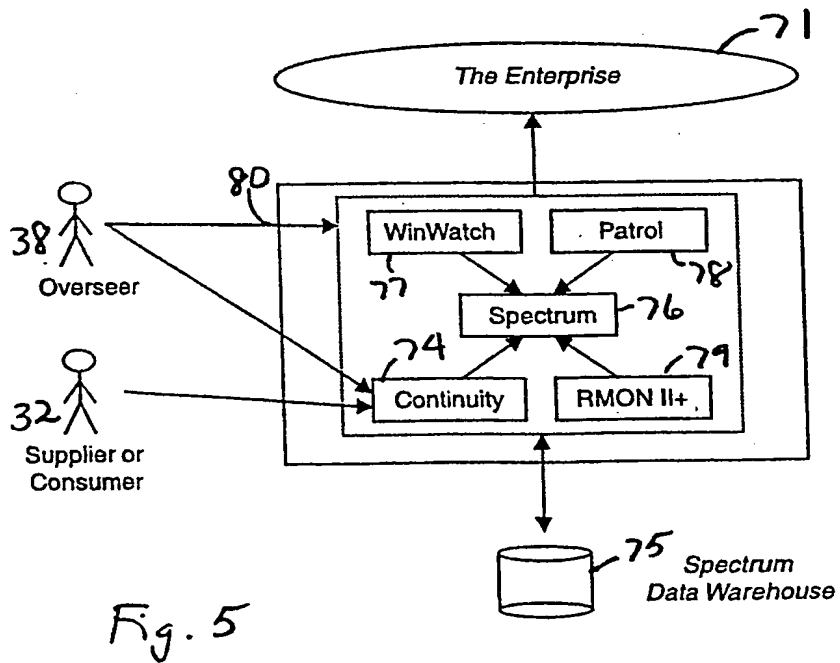 71
The Enterprise
80
38
Overseer
WinWatch
Patrol
77
78
Spectrum
76
74
79
Continuity
RMON II+
32
Supplier or
Consumer
75
Spectrum
Data Warehouse
Fig. 5